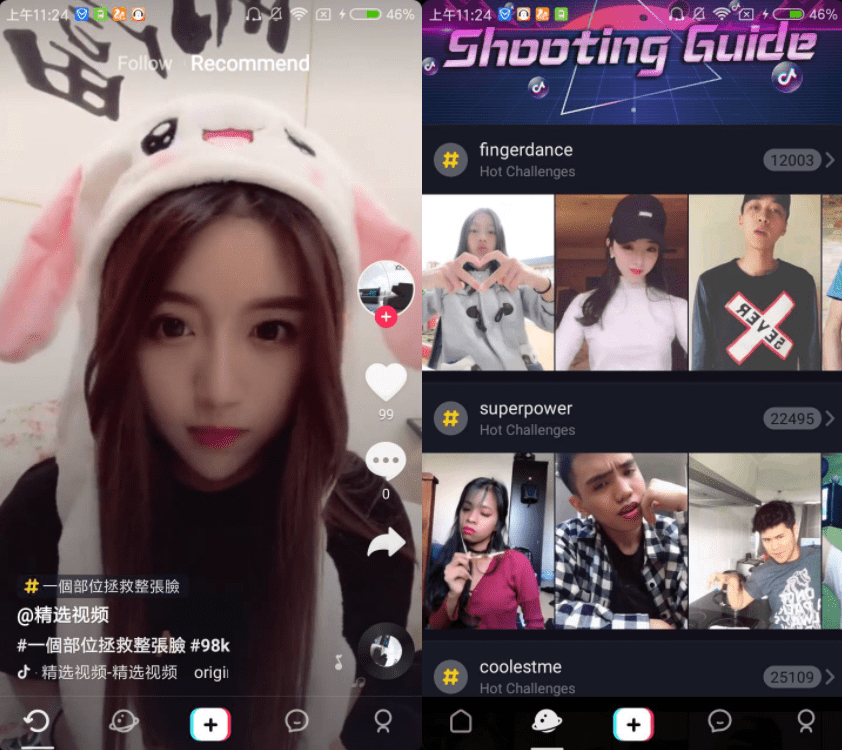 上午11:24
46%
Follow Recommend
99
0
#一個部位拯救整張臉
@精选视频
#一個部位拯救整張臉 #98k
精选视频-精选视频 origin
上午11:24
46%
Shooting Guide
# fingerdance
Hot Challenges
12003
SEVER
# superpower
Hot Challenges
22495
# coolestme
Hot Challenges
25109